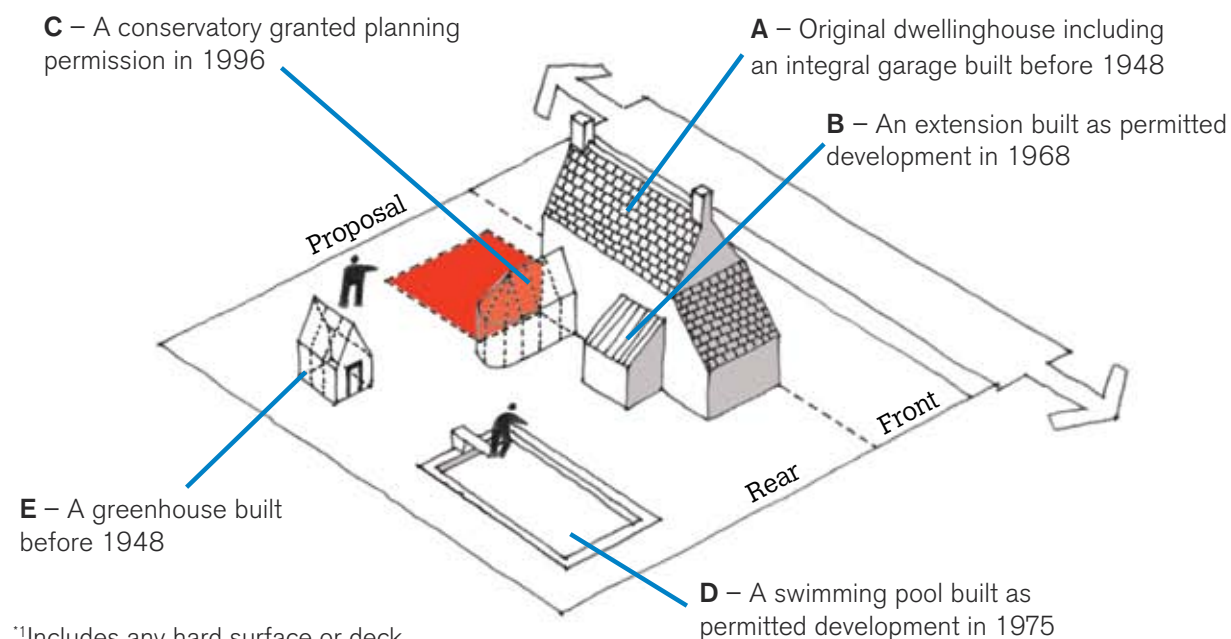 C – A conservatory granted planning
permission in 1996
A – Original dwellinghouse including
an integral garage built before 1948
B – An extension built as permitted
development in 1968
Proposal
Front
Rear
E – A greenhouse built
before 1948
D – A swimming pool built as
permitted development in 1975
*1Includes any hard surface or deck